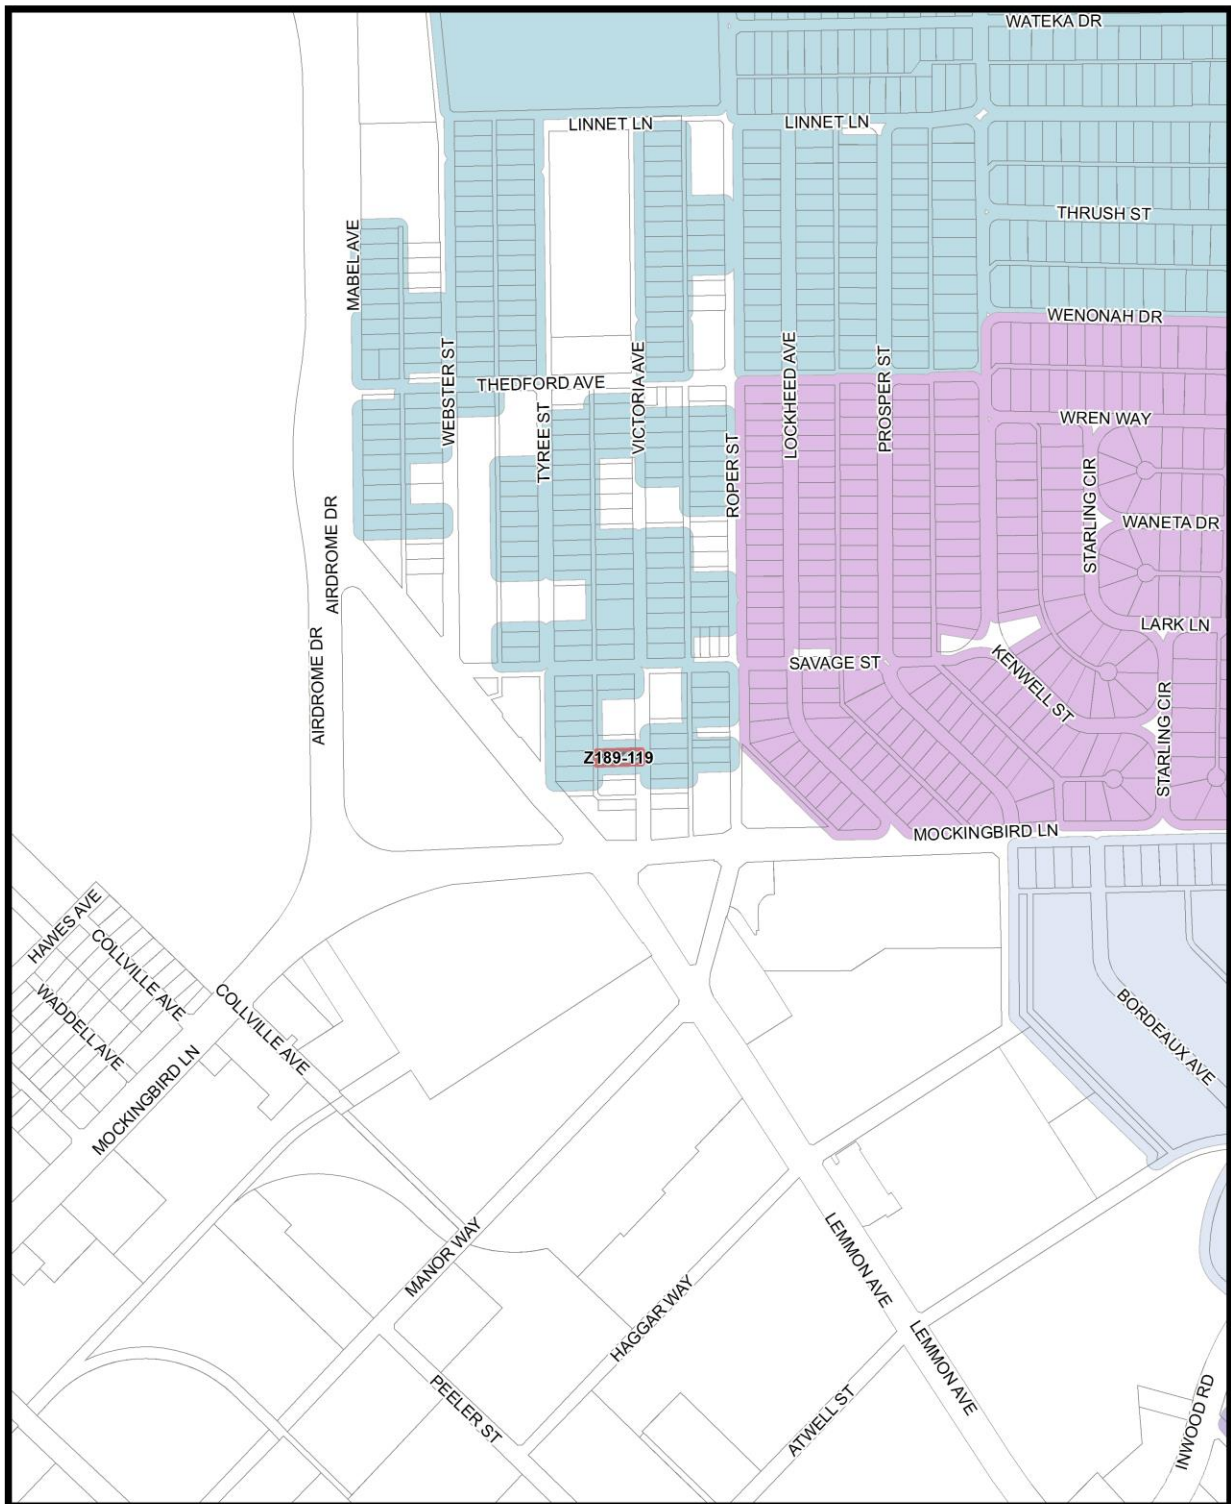 WATEKA DR
LINNET LN
LINNET LN
THRUSH ST
MABEL AVE
WENONAH DR
WEBSTER ST
THEDFORD AVE
VICTORIA AVE
LOCKHEED AVE
PROSPER ST
WREN WAY
TYREE ST
ROPER ST
STARLING CIR
WANETA DR
AIRDROME DR
AIRDROME DR
LARK LN
SAVAGE ST
KENWELL ST
STARLING CIR
Z189-119
MOCKINGBIRD LN
HAWES AVE
COLLVILLE AVE
WADDELL AVE
COLLVILLE AVE
MOCKINGBIRD LN
BORDEAUX AVE
MANOR WAY
LEMMON AVE
HAGGAR WAY
LEMMON AVE
PEELER ST
ATWELL ST
INWOOD RD